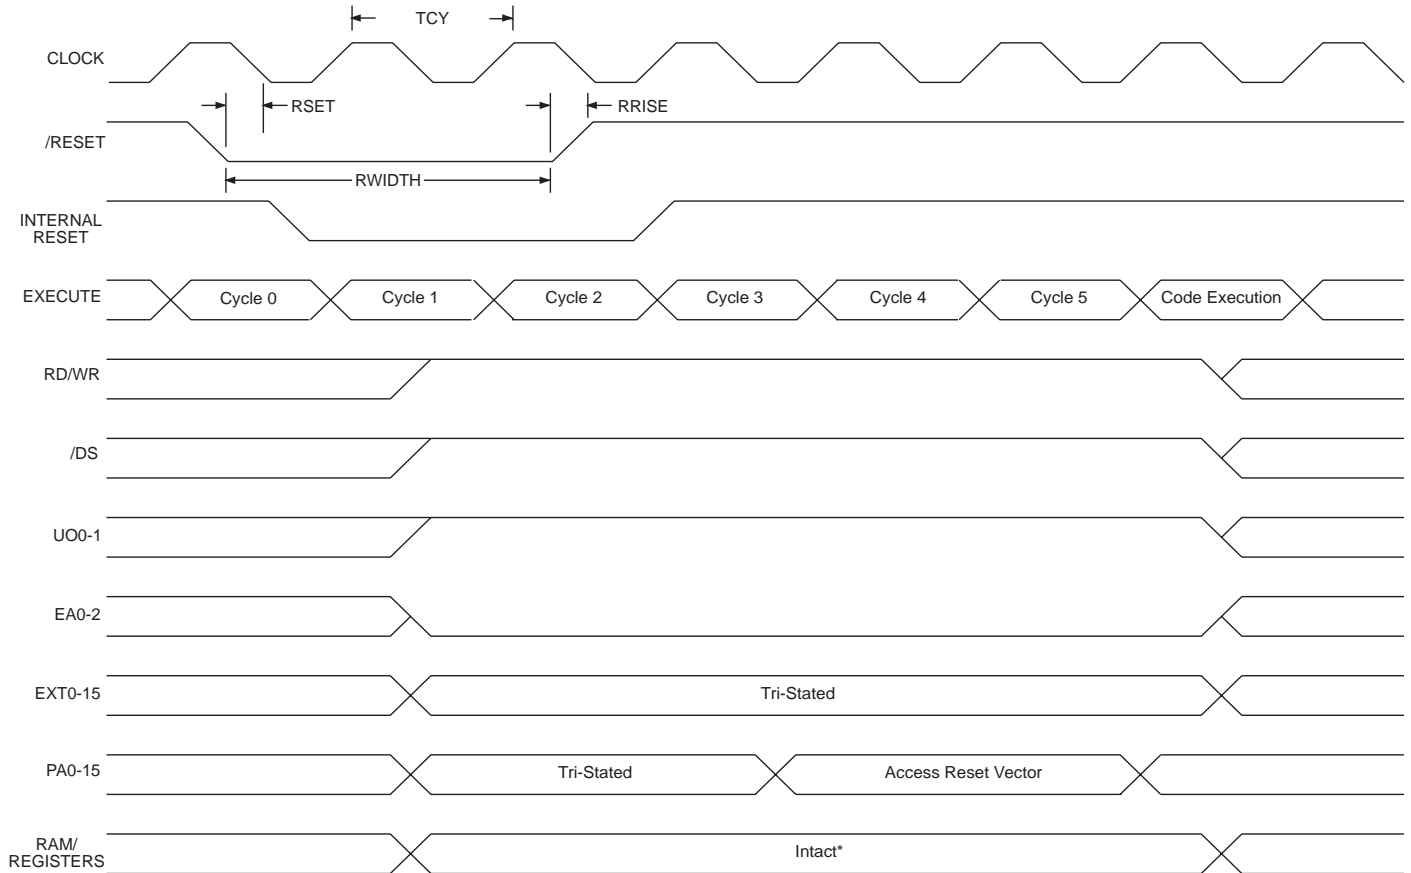 TCY
CLOCK
RSET
RRISE
/RESET
RWIDTH
INTERNAL
RESET
EXECUTE
Cycle 0
Cycle 1
Cycle 2
Cycle 3
Cycle 4
Cycle 5
Code Execution
RD/WR
/DS
UO0-1
EA0-2
EXT0-15
Tri-Stated
PA0-15
Tri-Stated
Access Reset Vector
RAM/
REGISTERS
Intact*